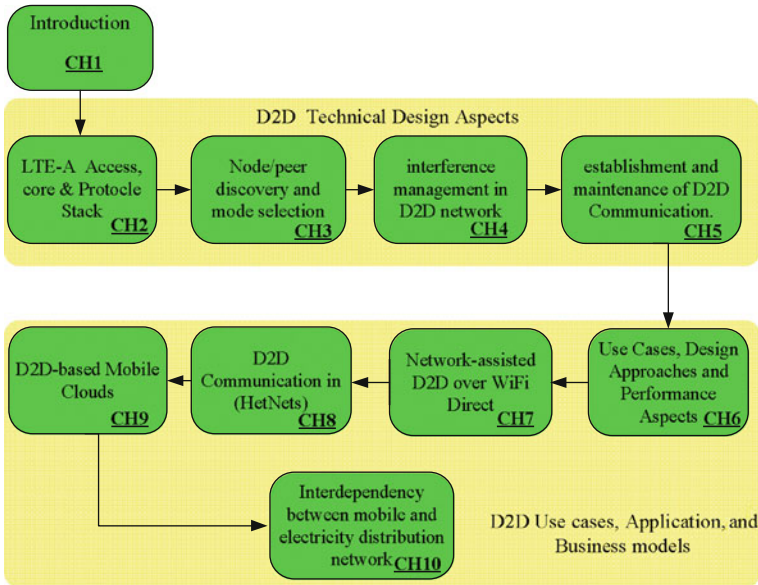 Introduction
CH1
D2D Technical Design Aspects
LTE-A Access,
core & Protocle
Stack
CH2
Node/peer
discovery and
mode selection
CH3
interference
management in
D2D network
CH4
establishment and
maintenance of D2D
Communication.
CH5
Use Cases, Design
Approaches and
Performance
Aspects CH6
Network-assisted
D2D over WiFi
Direct
CH7
D2D
Communication in
(HetNets)
CH8
D2D-based Mobile
Clouds
CH9
Interdependency
between mobile and
electricity distribution
network
CH10
D2D Use cases, Application, and
Business models